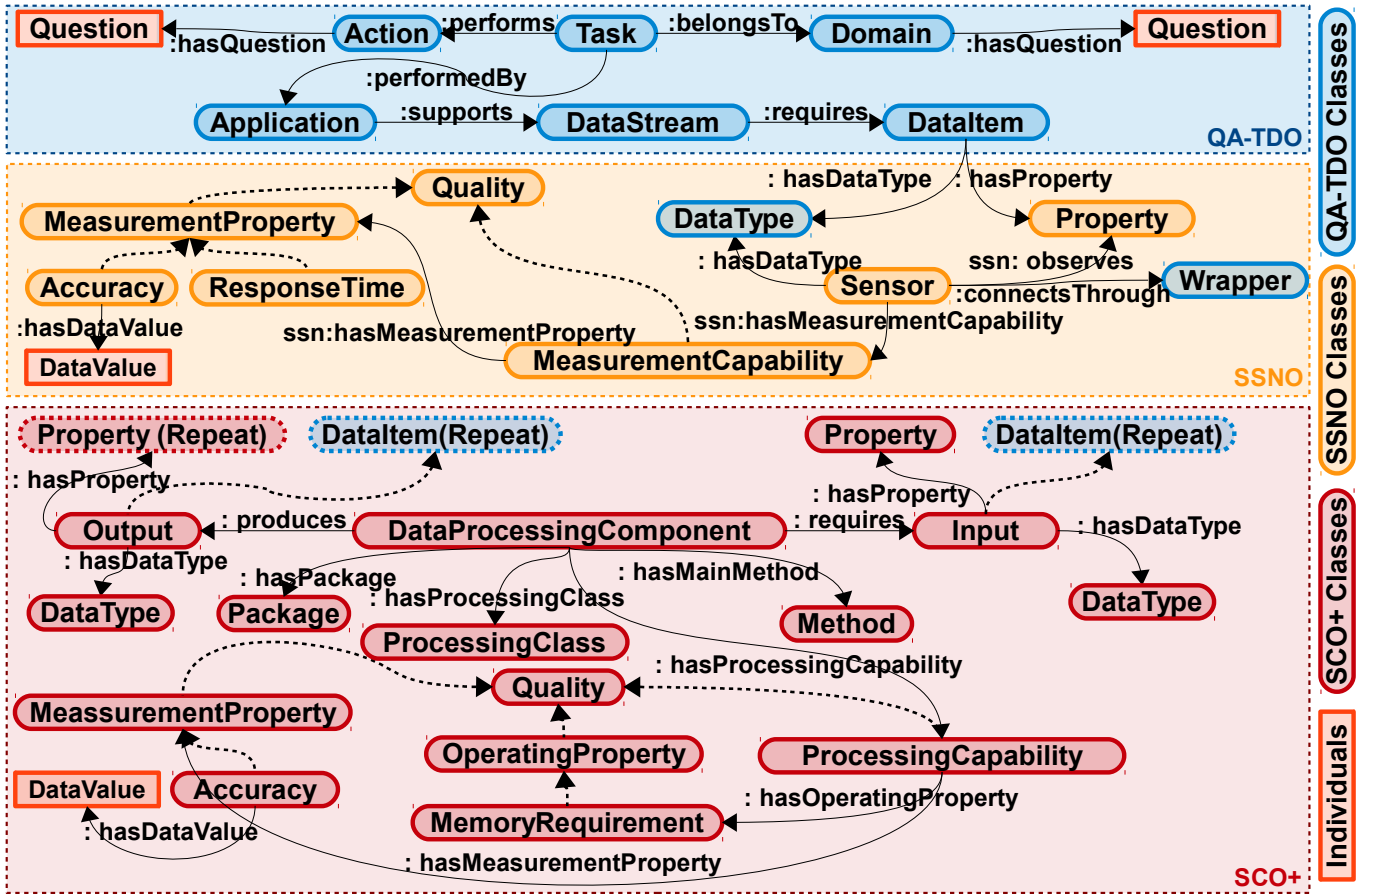 Question
:hasQuestion
Action
:performs
Task
:belongsTo
Domain
:hasQuestion
Question
:performedBy
Application
:supports
DataStream
:requires
DataItem
QA-TDO
Quality
: hasDataType
: hasProperty
MeasurementProperty
DataType
Property
: hasDataType
ssn: observes
Accuracy
ResponseTime
Sensor
:connectsThrough
Wrapper
:hasDataValue
ssn:hasMeasurementProperty
ssn:hasMeasurementCapability
DataValue
MeasurementCapability
SSNO
Property (Repeat)
DataItem(Repeat)
Property
DataItem(Repeat)
: hasProperty
: hasProperty
Output
: produces
DataProcessingComponent
: requires
Input
: hasDataType
: hasDataType
: hasPackage
: hasProcessingClass
: hasMainMethod
DataType
Package
Method
DataType
ProcessingClass
: hasProcessingCapability
Quality
MeassurementProperty
OperatingProperty
ProcessingCapability
DataValue
Accuracy
: hasOperatingProperty
: hasDataValue
MemoryRequirement
: hasMeasurementProperty
SCO+
QA-TDO Classes
SSNO Classes
SCO+ Classes
Individuals